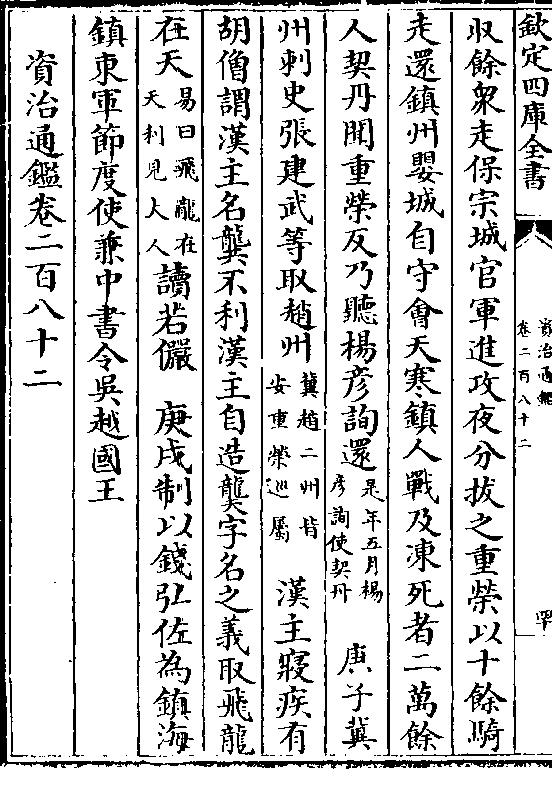 欽定四庫全書
資治通鑑
卷二百八十二
収餘衆走保宗城官軍進攻夜分拔之重榮以十餘騎
走還鎮州嬰城自守會天寒鎮人戰及凍死者二萬餘
人契丹聞重榮反乃聽楊彦詢還 是年五月楊彦詢使契丹 庚子冀
州刺史張建武等取趙州 冀趙二州皆安重榮廵屬 漢主寢疾有
胡僧謂漢主名龔不利漢主自造龑字名之義取飛龍
在天 易曰飛龍在天利見大人 讀若儼 庚戌制以錢弘佐為鎮海
鎮東軍節度使兼中書令吳越國王
資治通鑑卷二百八十二